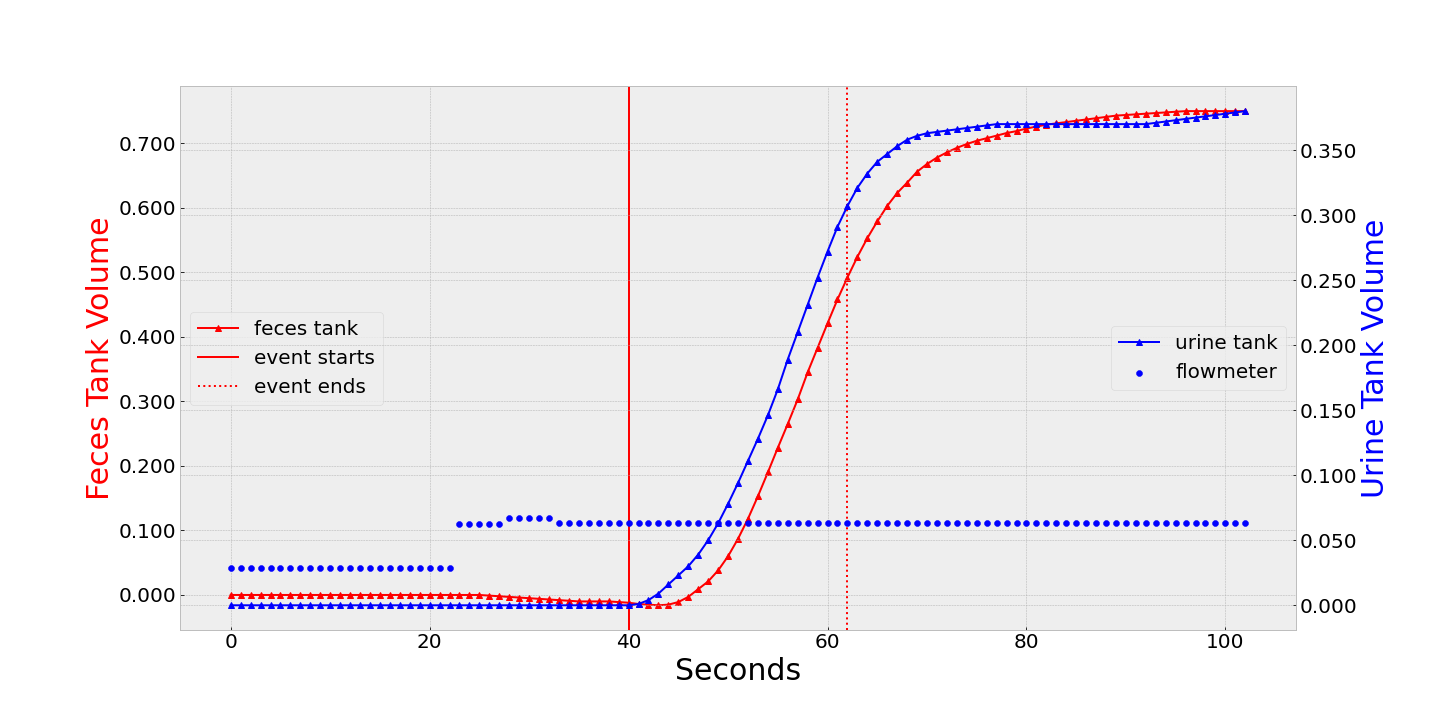 Feces Tank Volume
0.700
0.600
0.500
0.400
0.300
0.200
0.100
0.000
feces tank
event starts
event ends
urine tank
flowmeter
0.350
0.300
0.250
0.200
0.150
0.100
0.050
0.000
Urine Tank Volume
0 20 40 60 80 100
Seconds